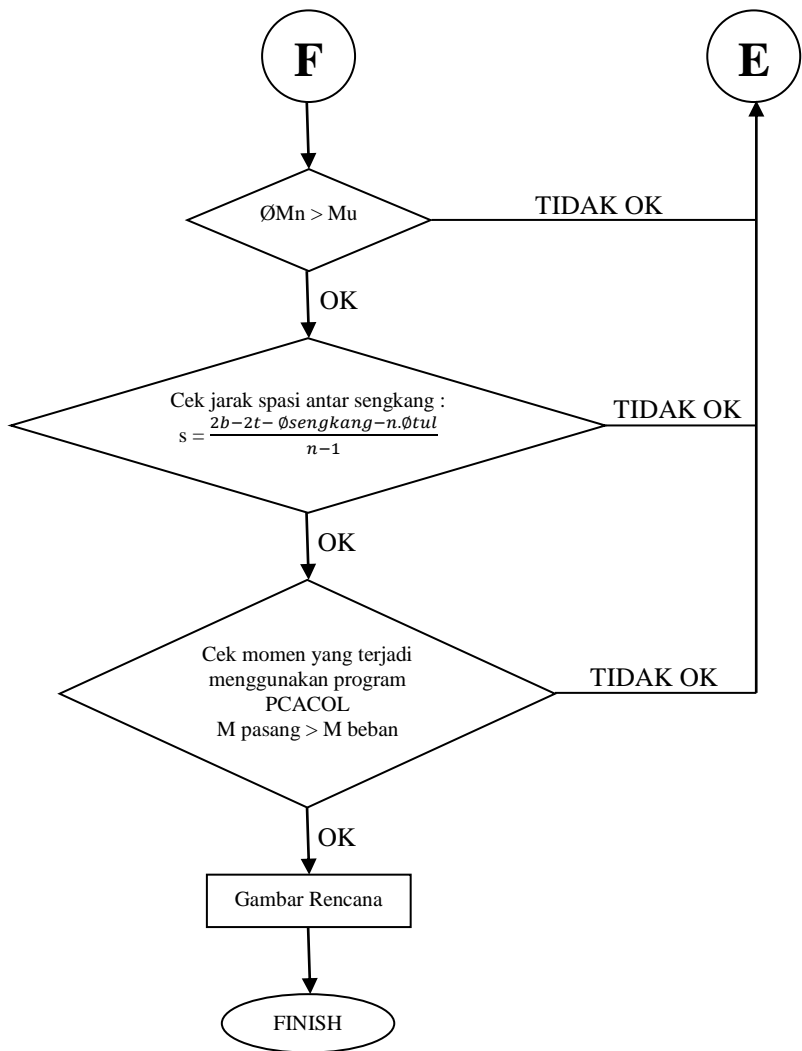 F
E
ØMn > Mu
TIDAK OK
OK
Cek jarak spasi antar sengkang :
s = (2b−2t− Øsengkang−n.Øtul)/(n−1)
TIDAK OK
OK
Cek momen yang terjadi
menggunakan program
PCACOL
M pasang > M beban
TIDAK OK
OK
Gambar Rencana
FINISH